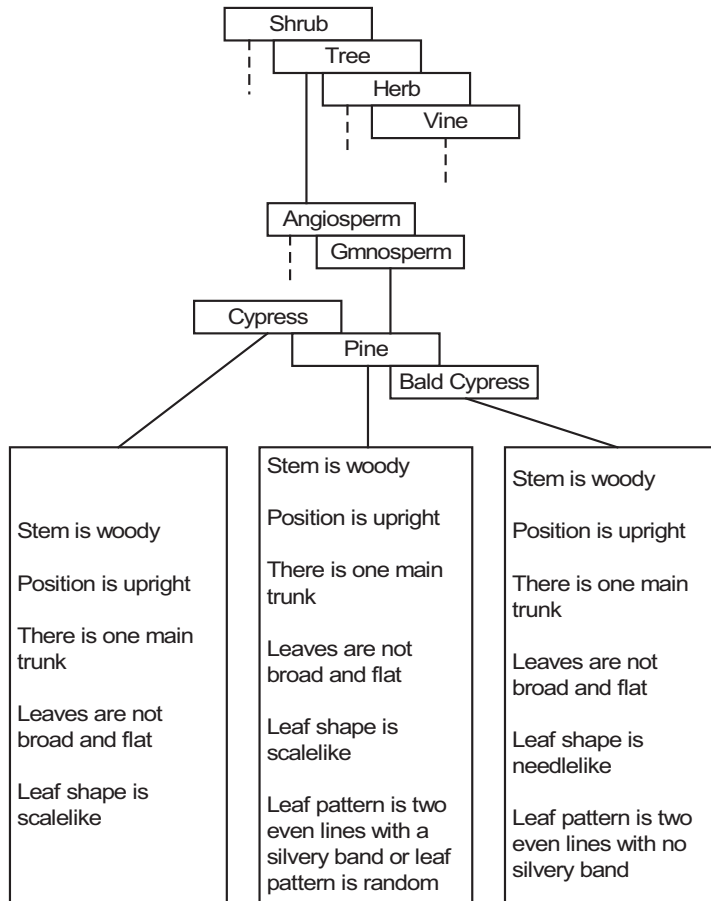 Shrub
Tree
Herb
Vine
Angiosperm
Gmnosperm
Cypress
Pine
Bald Cypress
Stem is woody
Position is upright
There is one main
trunk
Leaves are not
broad and flat
Leaf shape is
scalelike
Stem is woody
Position is upright
There is one main
trunk
Leaves are not
broad and flat
Leaf shape is
scalelike
Leaf pattern is two
even lines with a
silvery band or leaf
pattern is random
Stem is woody
Position is upright
There is one main
trunk
Leaves are not
broad and flat
Leaf shape is
needlelike
Leaf pattern is two
even lines with no
silvery band